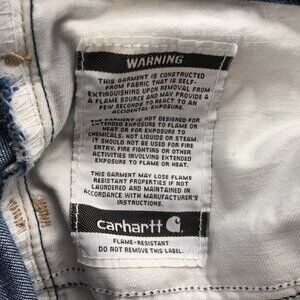 WARNING
THIS GARMENT IS CONSTRUCTED
FROM FABRIC THAT IS SELF-
EXTINGUISHING UPON REMOVAL FROM
A FLAME SOURCE AND MAY PROVIDE A
FEW SECONDS TO REACT TO AN
ACCIDENTAL EXPOSURE.
THIS GARMENT IS NOT DESIGNED FOR
EXTENDED EXPOSURE TO FLAME OR
HEAT OR FOR EXPOSURE TO
CHEMICALS, HOT LIQUIDS OR STEAM.
IT SHOULD NOT BE USED FOR FIRE
ENTRY, FIRE FIGHTING OR OTHER
ACTIVITIES INVOLVING EXTENDED
EXPOSURE TO FLAME OR HEAT.
THIS GARMENT MAY LOSE FLAME
RESISTANT PROPERTIES IF NOT
LAUNDERED AND MAINTAINED IN
ACCORDANCE WITH MANUFACTURER'S
INSTRUCTIONS.
carhartt
FLAME-RESISTANT
DO NOT REMOVE THIS LABEL.